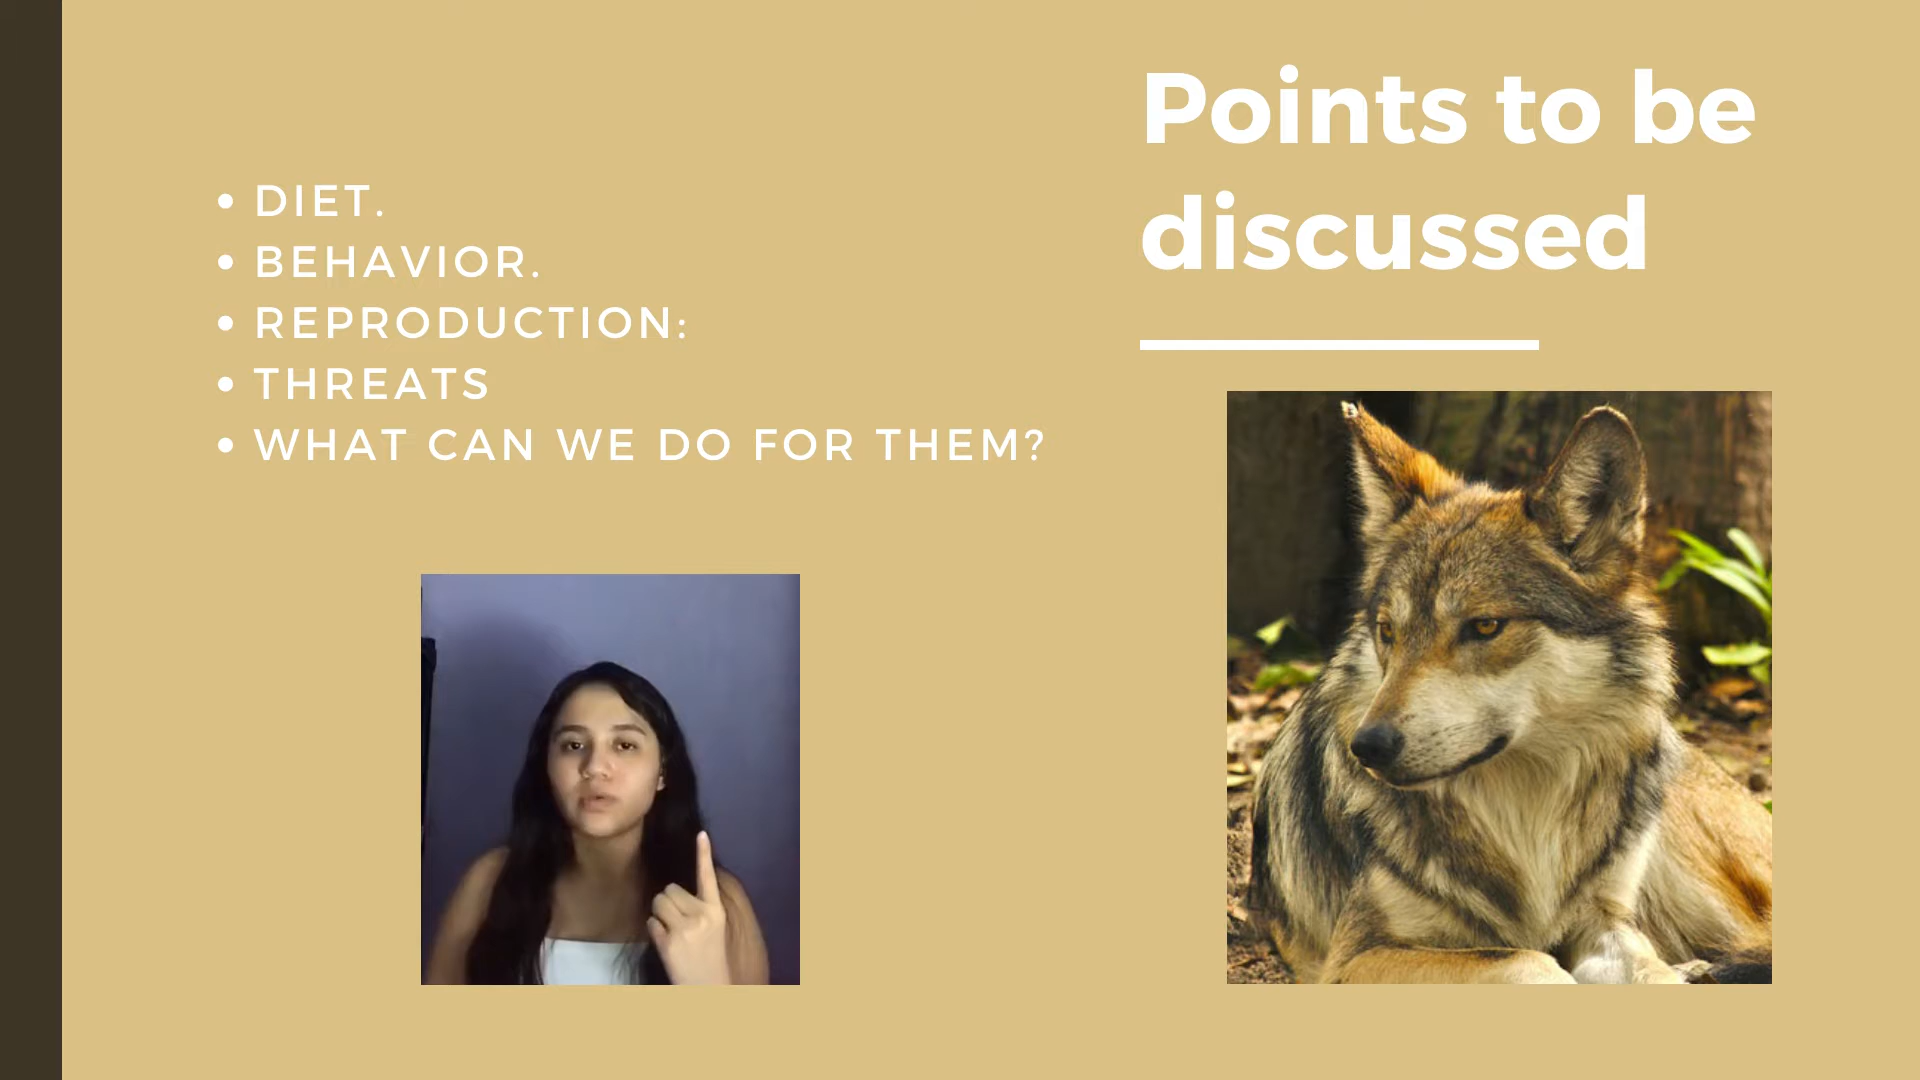 Points to be
discussed
• DIET.
• BEHAVIOR.
• REPRODUCTION:
• THREATS
• WHAT CAN WE DO FOR THEM?